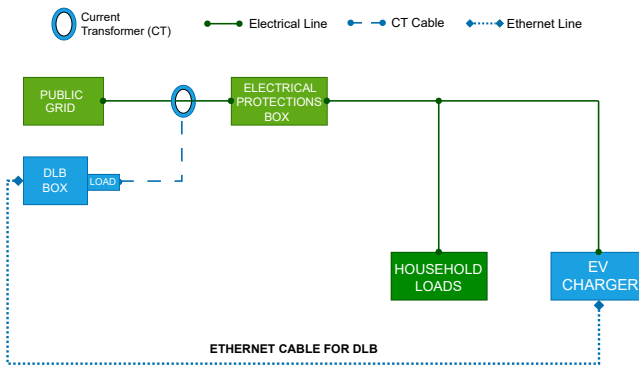 Current
Transformer (CT)
Electrical Line
CT Cable
Ethernet Line
PUBLIC
GRID
ELECTRICAL
PROTECTIONS
BOX
DLB
BOX
LOAD
HOUSEHOLD
LOADS
EV
CHARGER
ETHERNET CABLE FOR DLB